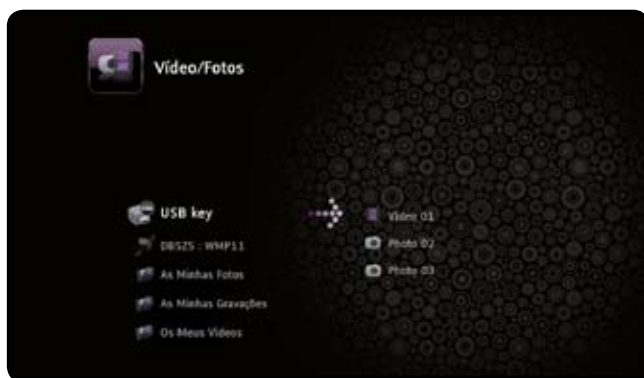 Vídeo/Fotos
USB key
DBSZS : WMP11
As Minhas Fotos
As Minhas Gravações
Os Meus Vídeos
Vídeo 01
Photo 02
Photo 03